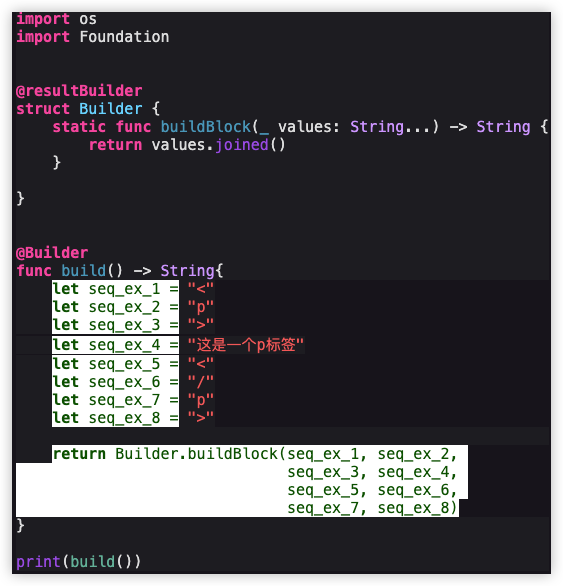 import os
import Foundation
@resultBuilder
struct Builder {
    static func buildBlock(_ values: String...) -> String {
        return values.joined()
    }
}
@Builder
func build() -> String{
    let seq_ex_1 = "<"
    let seq_ex_2 = "p"
    let seq_ex_3 = ">"
    let seq_ex_4 = "这是一个p标签"
    let seq_ex_5 = "<"
    let seq_ex_6 = "/"
    let seq_ex_7 = "p"
    let seq_ex_8 = ">"
    return Builder.buildBlock(seq_ex_1, seq_ex_2,
                              seq_ex_3, seq_ex_4,
                              seq_ex_5, seq_ex_6,
                              seq_ex_7, seq_ex_8)
}
print(build())